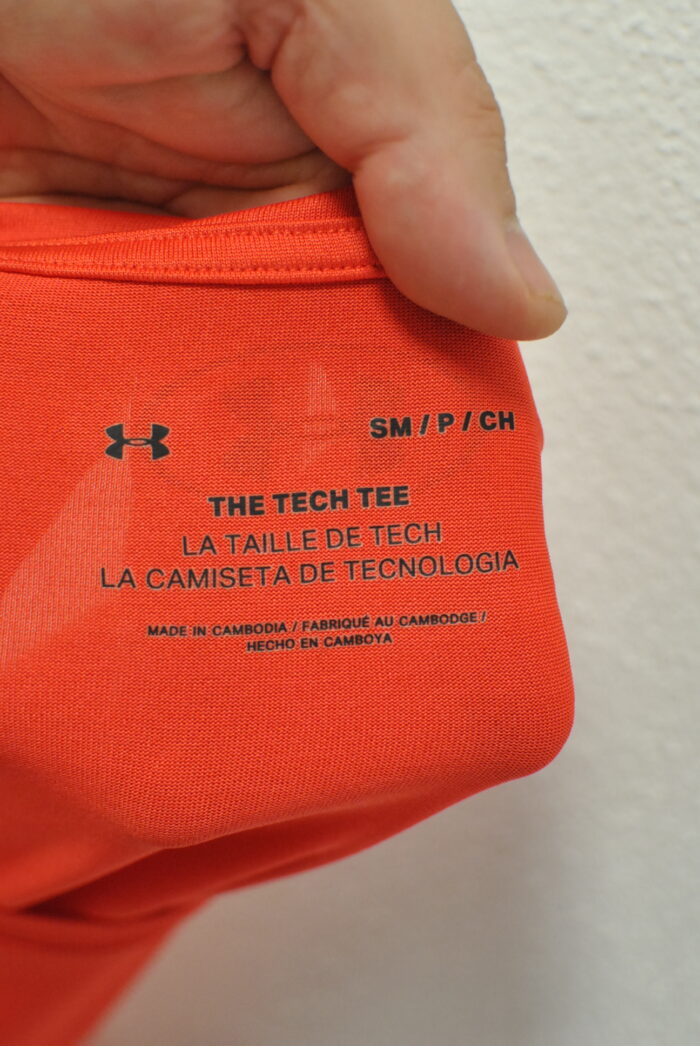 SM / P / CH
THE TECH TEE
LA TAILLE DE TECH
LA CAMISETA DE TECNOLOGIA
MADE IN CAMBODIA / FABRIQUÉ AU CAMBODGE /
HECHO EN CAMBOYA